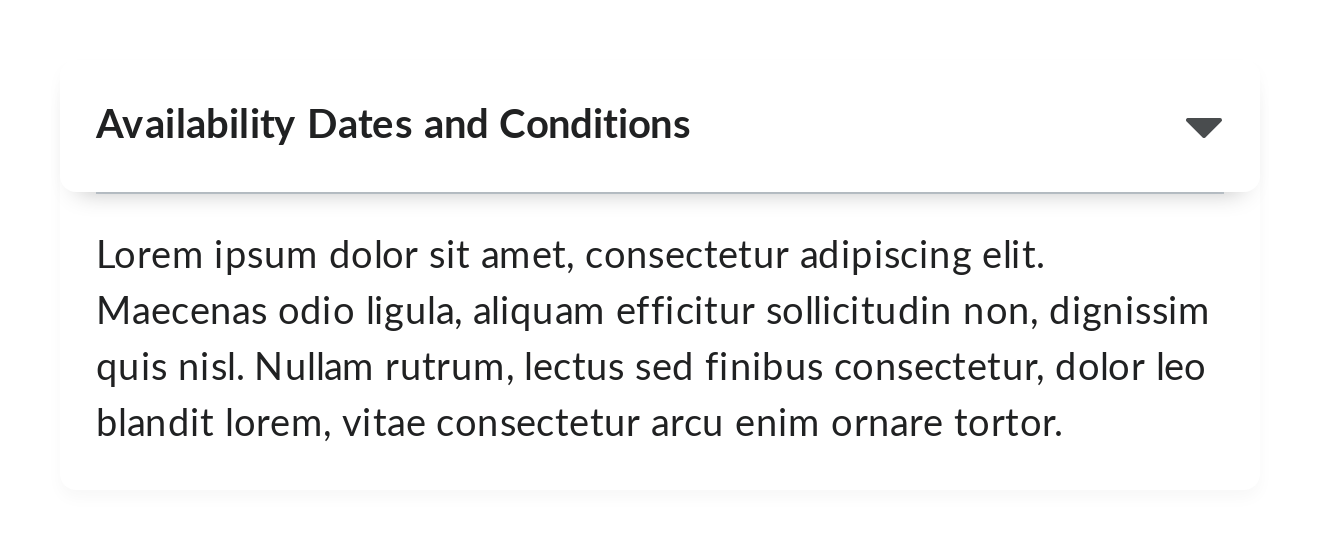 Availability Dates and Conditions
Lorem ipsum dolor sit amet, consectetur adipiscing elit.
Maecenas odio ligula, aliquam efficitur sollicitudin non, dignissim
quis nisl. Nullam rutrum, lectus sed finibus consectetur, dolor leo
blandit lorem, vitae consectetur arcu enim ornare tortor.